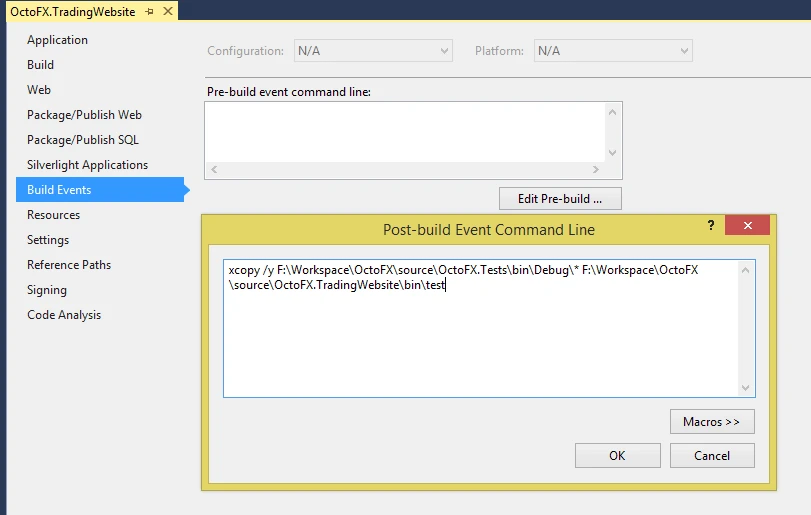 OctoFX.TradingWebsite
Application
Build
Web
Package/Publish Web
Package/Publish SQL
Silverlight Applications
Build Events
Resources
Settings
Reference Paths
Signing
Code Analysis
Configuration: N/A Platform: N/A
Pre-build event command line:
Edit Pre-build ...
Post-build Event Command Line
?
xcopy /y F:\Workspace\OctoFX\source\OctoFX.Tests\bin\Debug\* F:\Workspace\OctoFX
\source\OctoFX.TradingWebsite\bin\test
Macros >>
OK Cancel